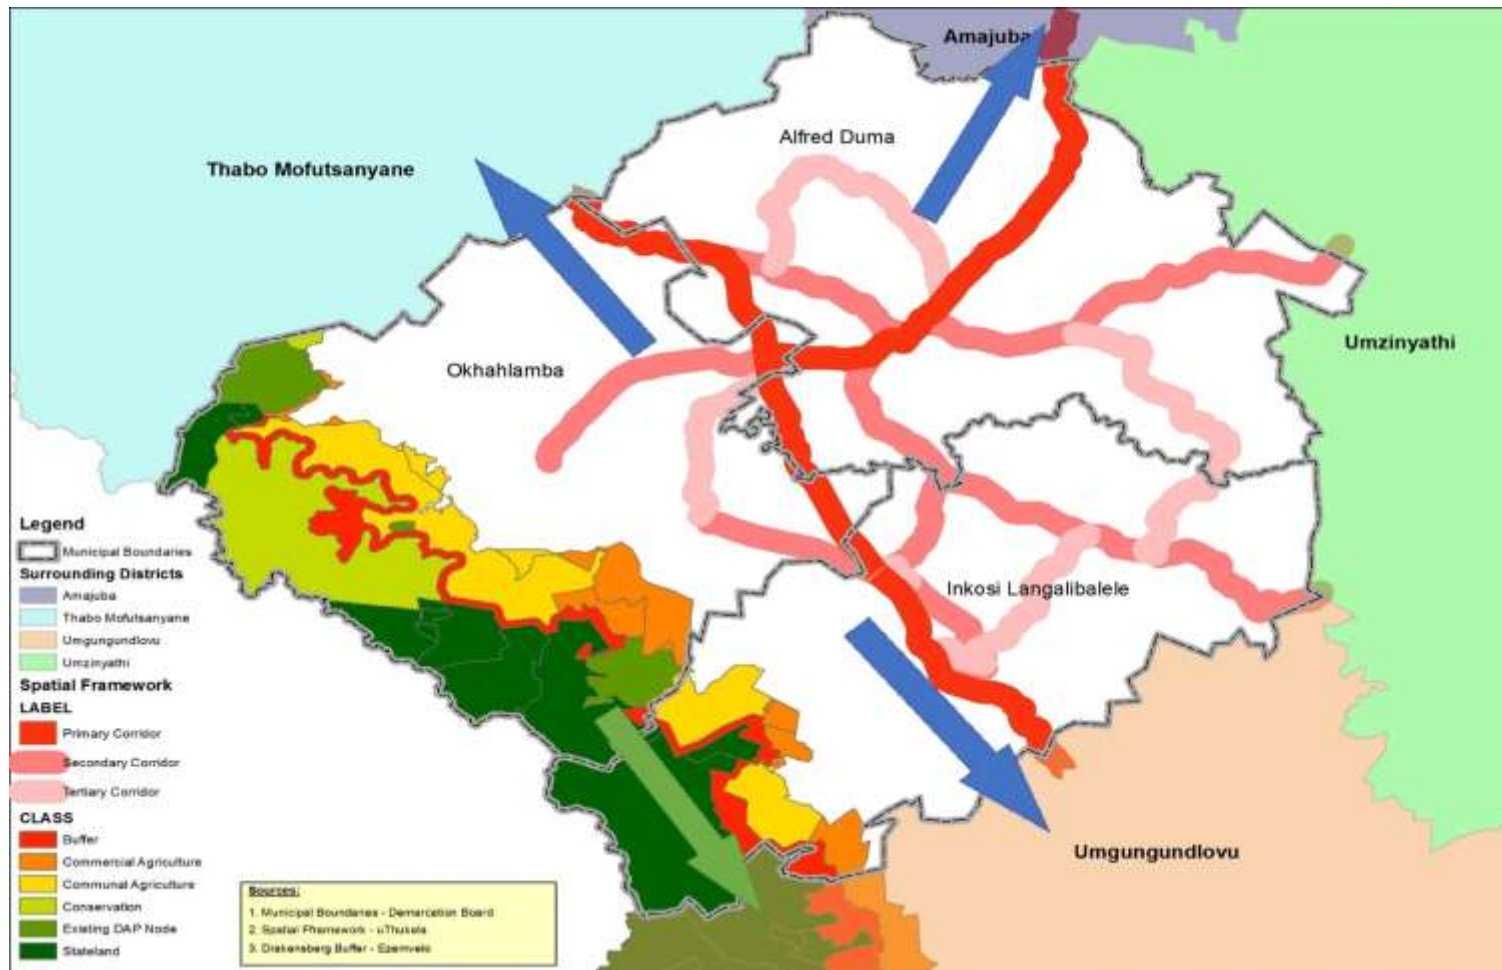 Amajuba
Alfred Duma
Thabo Mofutsanyane
Umzinyathi
Okhahlamba
Inkosi Langalibalele
Umgungundlovu
Legend
Municipal Boundaries
Surrounding Districts
Amajuba
Thabo Mofutsanyane
Umgungundlovu
Umzinyathi
Spatial Framework
LABEL
Primary Corridor
Secondary Corridor
Tertiary Corridor
CLASS
Buffer
Commercial Agriculture
Communal Agriculture
Conservation
Existing DAP Node
Stateland
Sources:
1. Municipal Boundaries - Demarcation Board
2. Spatial Fframework - uThukela
3. Drakensberg Buffer - Ezemvelo